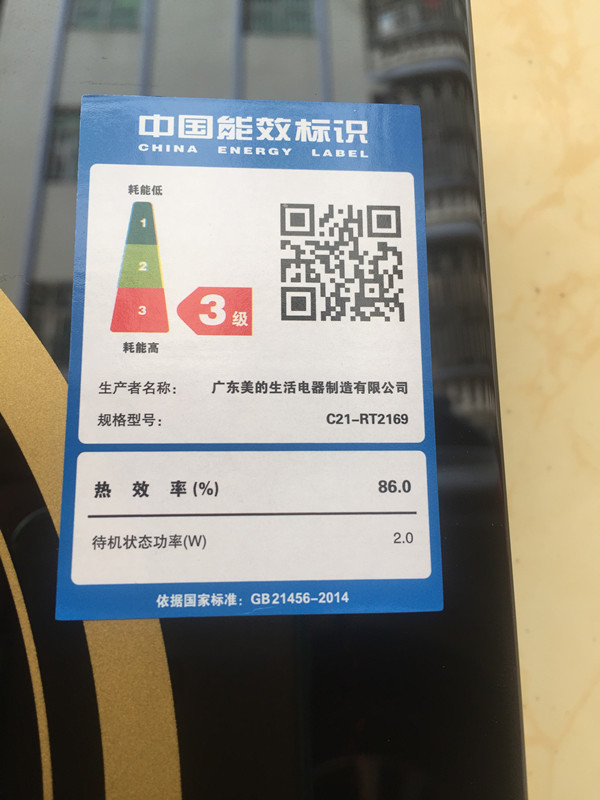 中国能效标识
CHINA ENERGY LABEL
耗能低
1
2
3
3级
耗能高
生产者名称： 广东美的生活电器制造有限公司
规格型号： C21-RT2169
热效率(%) 86.0
待机状态功率(W) 2.0
依据国家标准：GB21456-2014